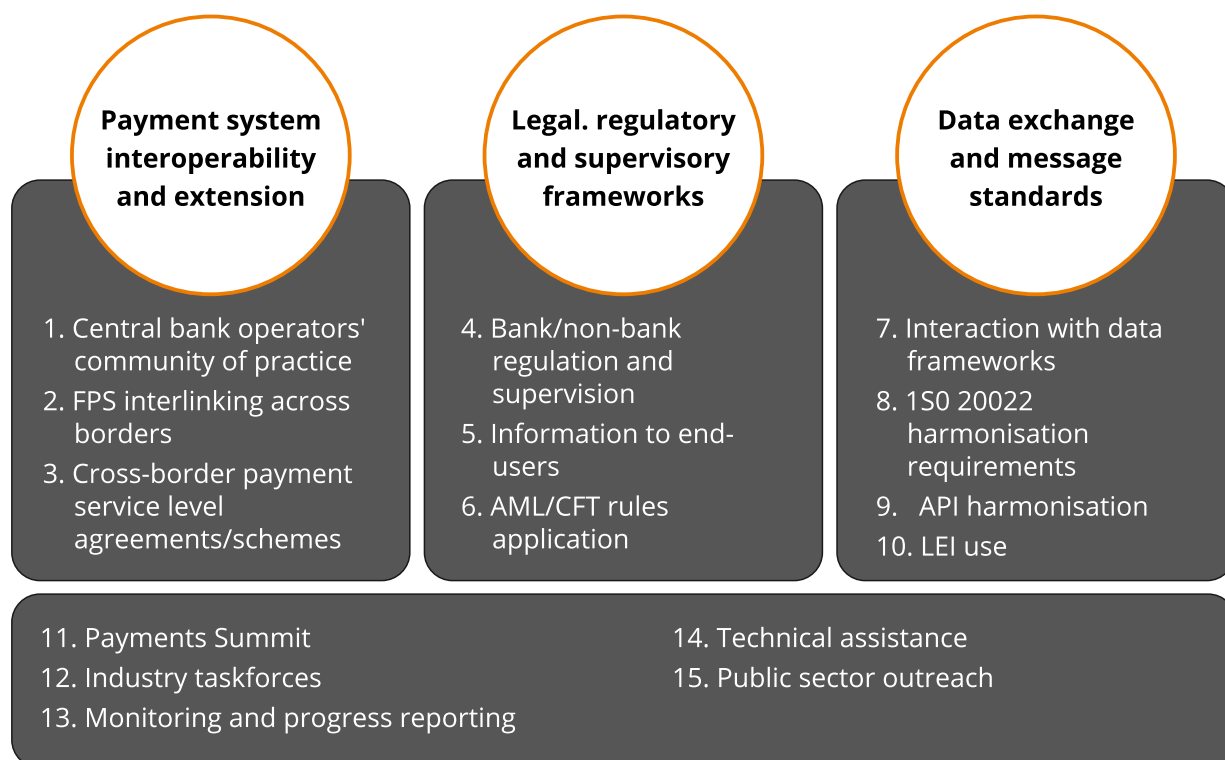 Payment system
interoperability
and extension
1. Central bank operators'
community of practice
2. FPS interlinking across
borders
3. Cross-border payment
service level
agreements/schemes
Legal. regulatory
and supervisory
frameworks
4. Bank/non-bank
regulation and
supervision
5. Information to end-
users
6. AML/CFT rules
application
Data exchange
and message
standards
7. Interaction with data
frameworks
8. 1S0 20022
harmonisation
requirements
9. API harmonisation
10. LEI use
11. Payments Summit
12. Industry taskforces
13. Monitoring and progress reporting
14. Technical assistance
15. Public sector outreach